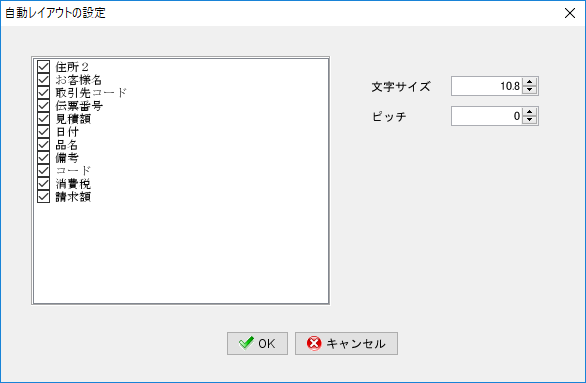 自動レイアウトの設定
住所２
お客様名
取引先コード
伝票番号
見積額
日付
品名
備考
コード
消費税
請求額
文字サイズ 10.8
ピッチ 0
OK キャンセル